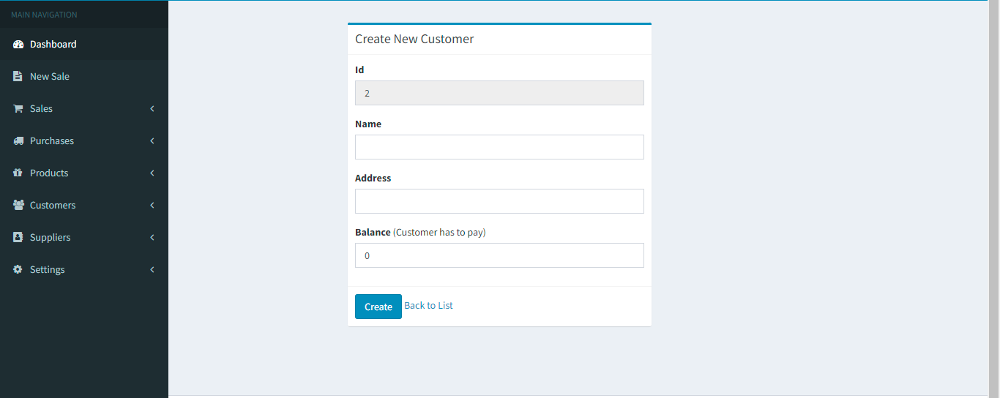 MAIN NAVIGATION
Dashboard
New Sale
Sales
Purchases
Products
Customers
Suppliers
Settings
Create New Customer
Id
2
Name
Address
Balance (Customer has to pay)
0
Create Back to List